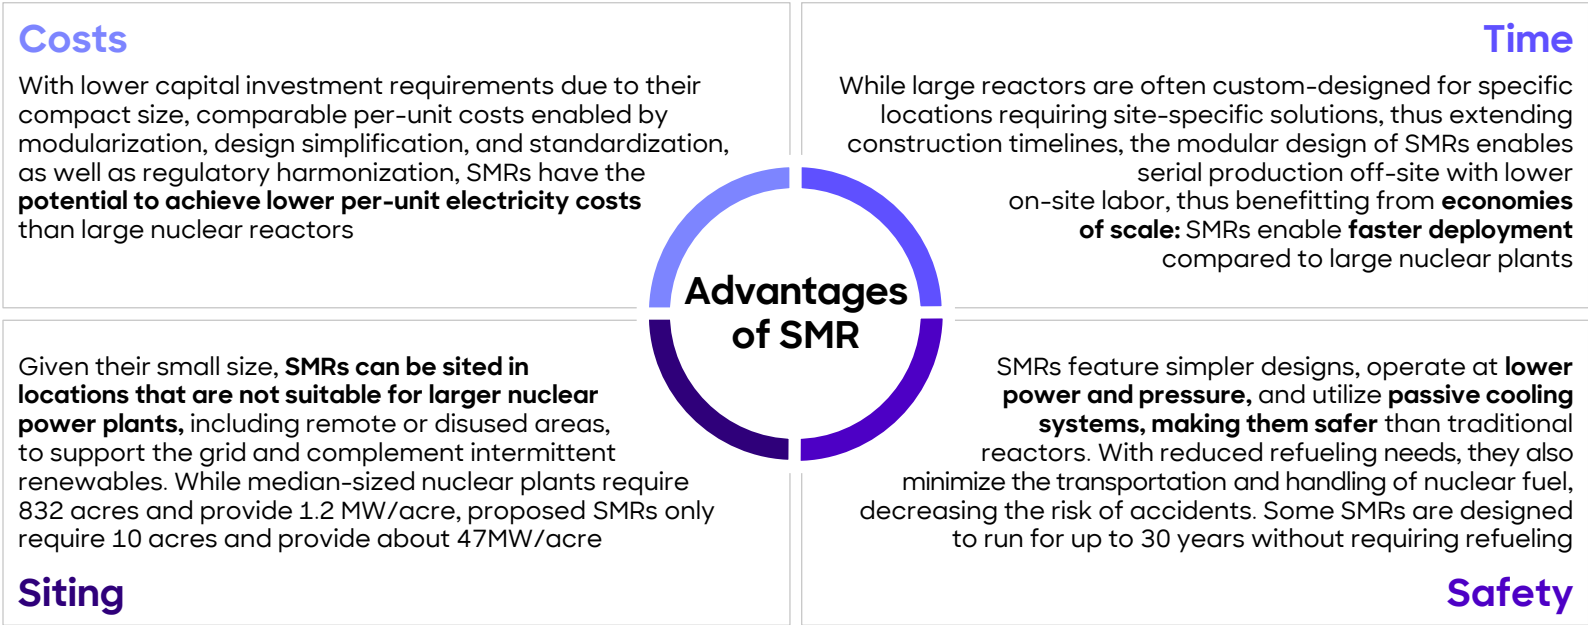 Costs
With lower capital investment requirements due to their
compact size, comparable per-unit costs enabled by
modularization, design simplification, and standardization,
as well as regulatory harmonization, SMRs have the
potential to achieve lower per-unit electricity costs
than large nuclear reactors
Time
While large reactors are often custom-designed for specific
locations requiring site-specific solutions, thus extending
construction timelines, the modular design of SMRs enables
serial production off-site with lower
on-site labor, thus benefitting from economies
of scale: SMRs enable faster deployment
compared to large nuclear plants
Advantages
of SMR
Given their small size, SMRs can be sited in
locations that are not suitable for larger nuclear
power plants, including remote or disused areas,
to support the grid and complement intermittent
renewables. While median-sized nuclear plants require
832 acres and provide 1.2 MW/acre, proposed SMRs only
require 10 acres and provide about 47MW/acre
Siting
SMRs feature simpler designs, operate at lower
power and pressure, and utilize passive cooling
systems, making them safer than traditional
reactors. With reduced refueling needs, they also
minimize the transportation and handling of nuclear fuel,
decreasing the risk of accidents. Some SMRs are designed
to run for up to 30 years without requiring refueling
Safety